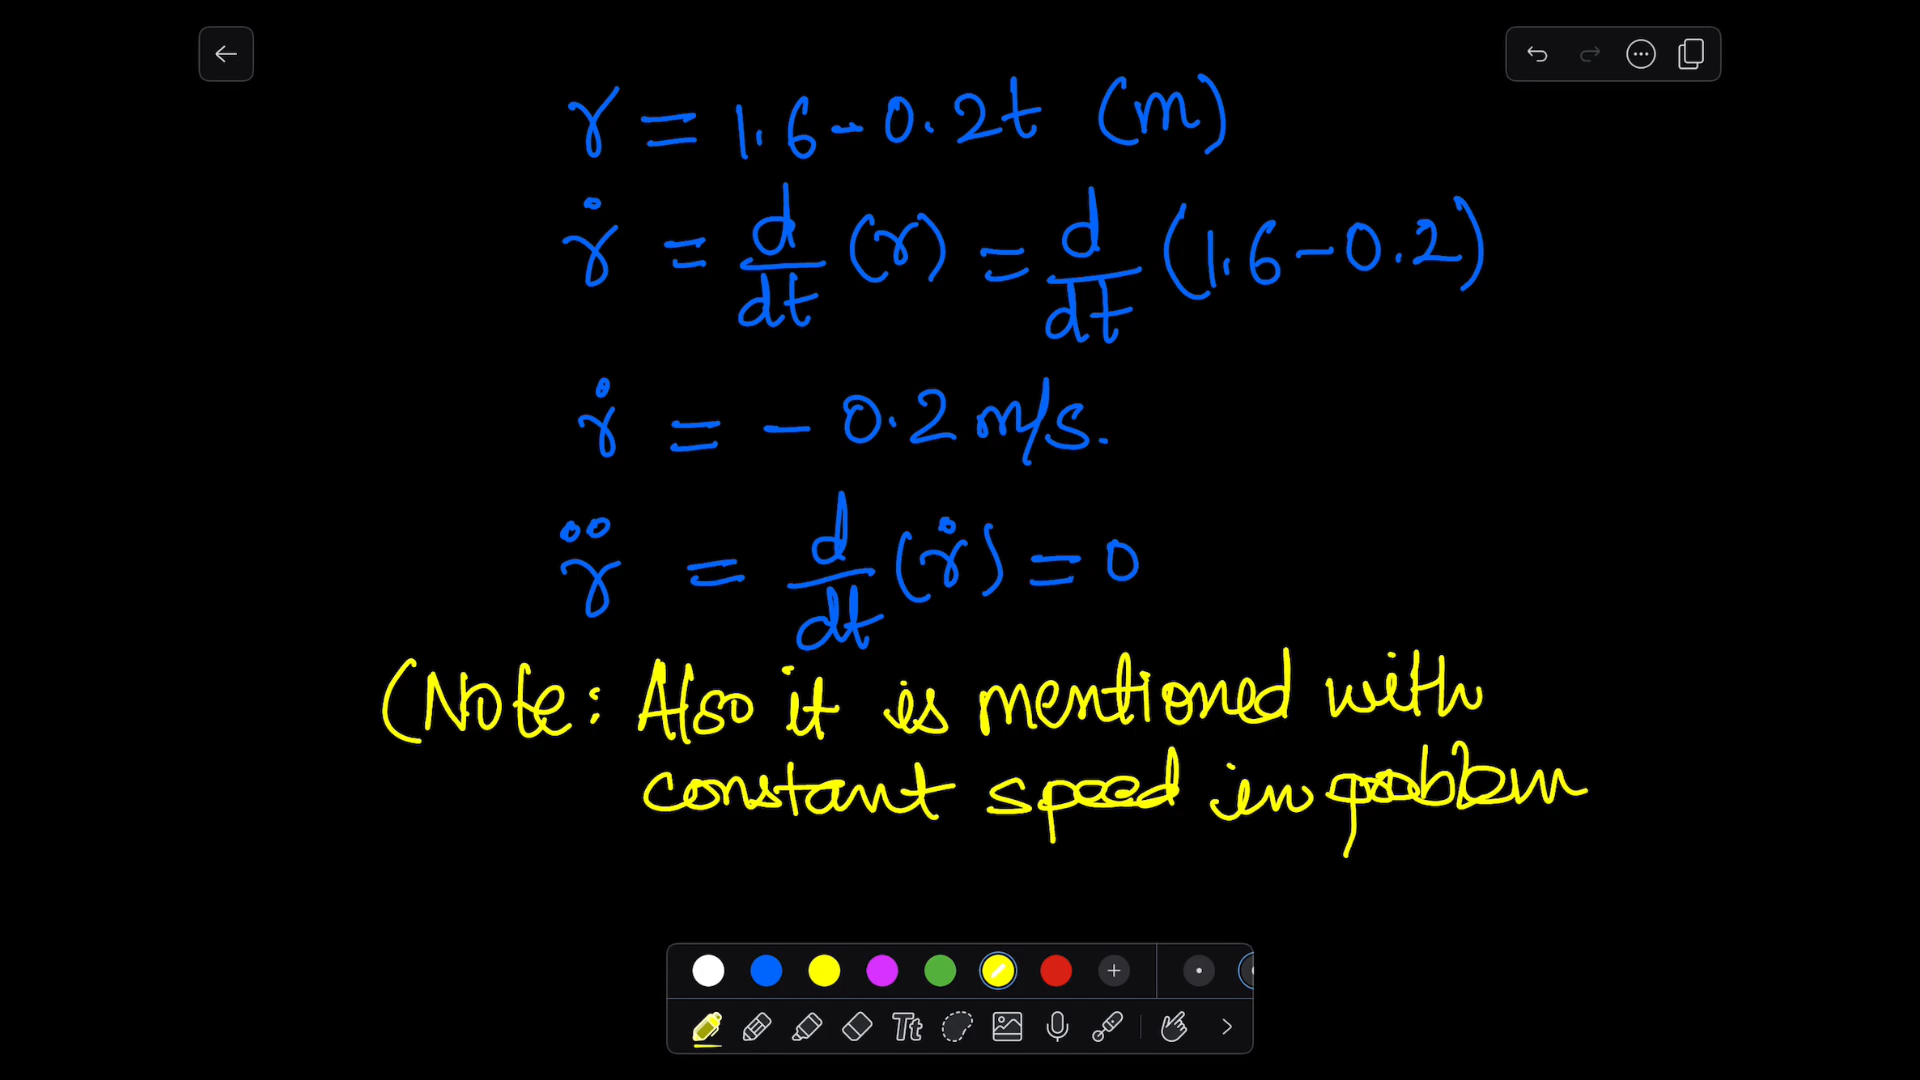 r = 1.6 - 0.2t (m)
ṙ = d/dt (r) = d/dt (1.6 - 0.2)
ṙ = - 0.2 m/s.
r̈ = d/dt (ṙ) = 0
(Note: Also it is mentioned with
constant speed in problem
Tt